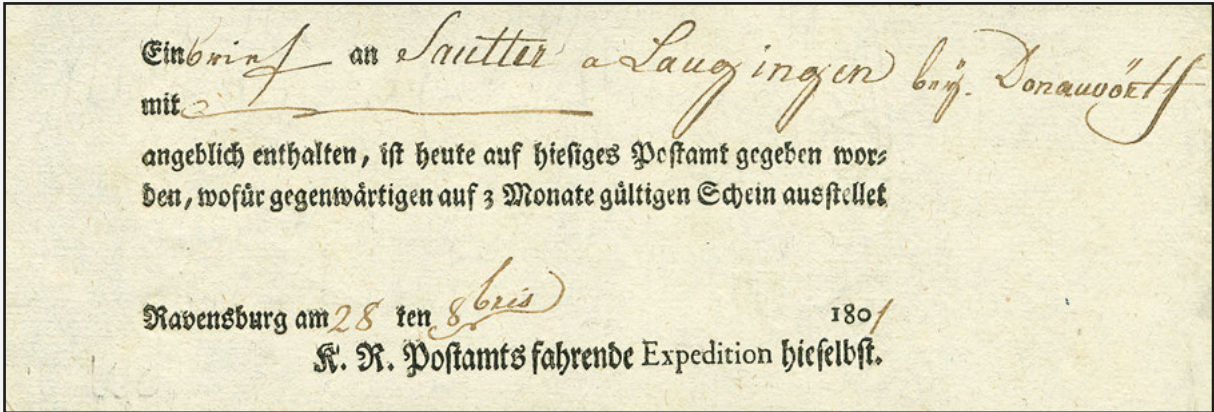 Ein brief an Sautter a Laugingen bey. Donauvört
mit
angeblich enthalten, ist heute auf hiesiges Postamt gegeben wor-
den, wofür gegenwärtigen auf 3 Monate gültigen Schein ausstellet
Ravensburg am 28 ten 8bris 1801
K. R. Postamts fahrende Expedition hieselbst.